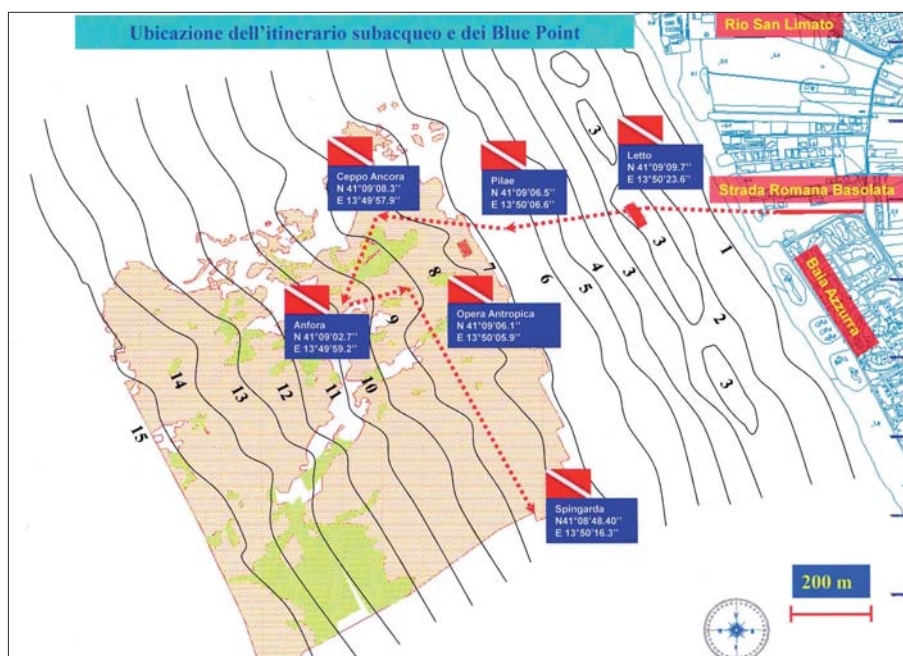 Ubicazione dell'itinerario subacqueo e dei Blue Point
Rio San Limato
Ceppo Ancora
N 41°09'08.3''
E 13°49'57.9''
Pilae
N 41°09'06.5''
E 13°50'06.6''
Letto
N 41°09'09.7''
E 13°50'23.6''
Strada Romana Basolata
Baia Azzurra
Anfora
N 41°09'02.7''
E 13°49'59.2''
Opera Antropica
N 41°09'06.1''
E 13°50'05.9''
Spingarda
N41°08'48.40''
E 13°50'16.3''
15
14
13
12
11
10
9
8
7
6
5
4
3
3
3
3
2
1
200 m